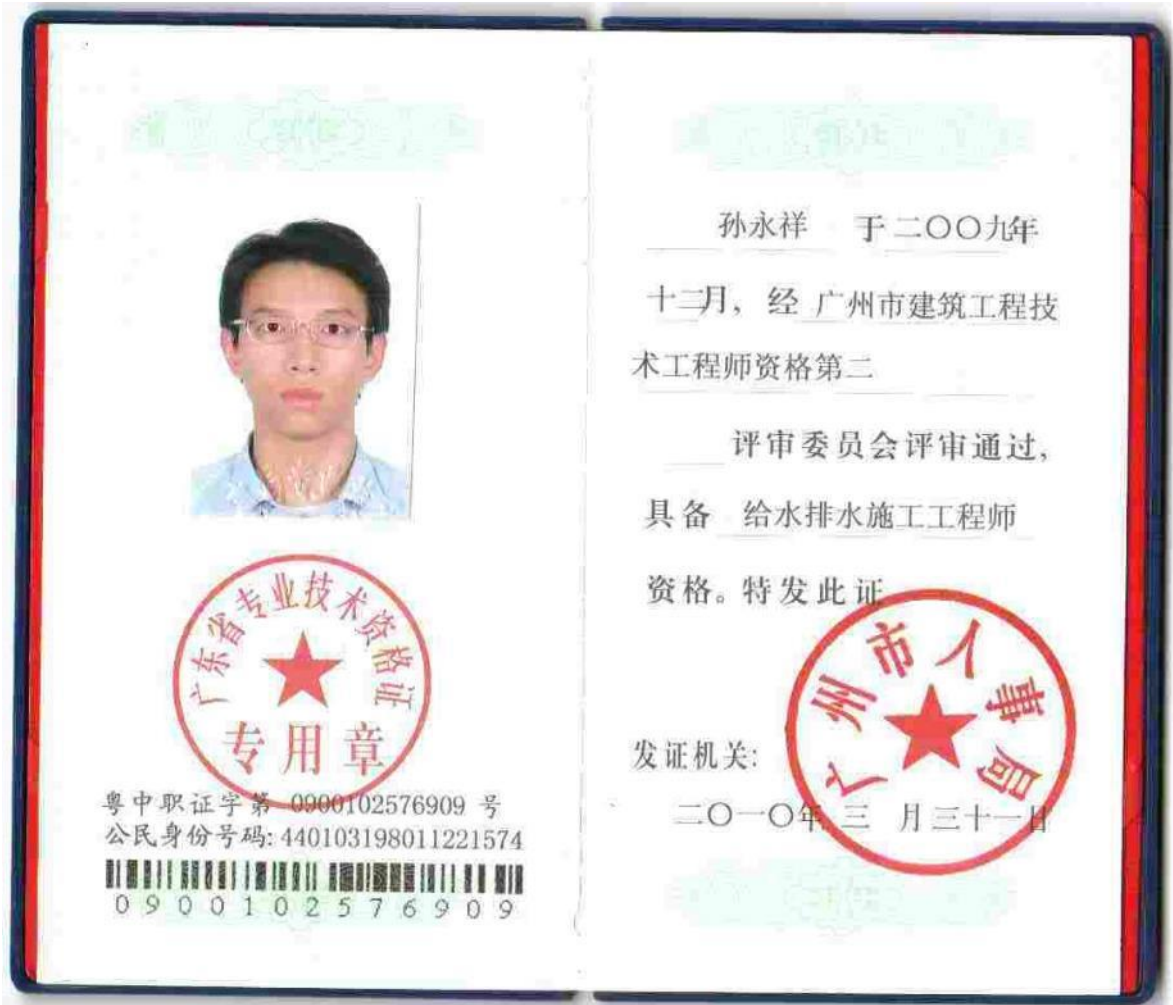 广东省专业技术资格证
专用章
粤中职证字第 0900102576909 号
公民身份号码: 440103198011221574
0900102576909
孙永祥 于二〇〇九年
十二月, 经 广州市建筑工程技
术工程师资格第二
评审委员会评审通过,
具备 给水排水施工工程师
资格。特发此证
广州市人事局
发证机关:
二〇一〇年 三 月三十一日